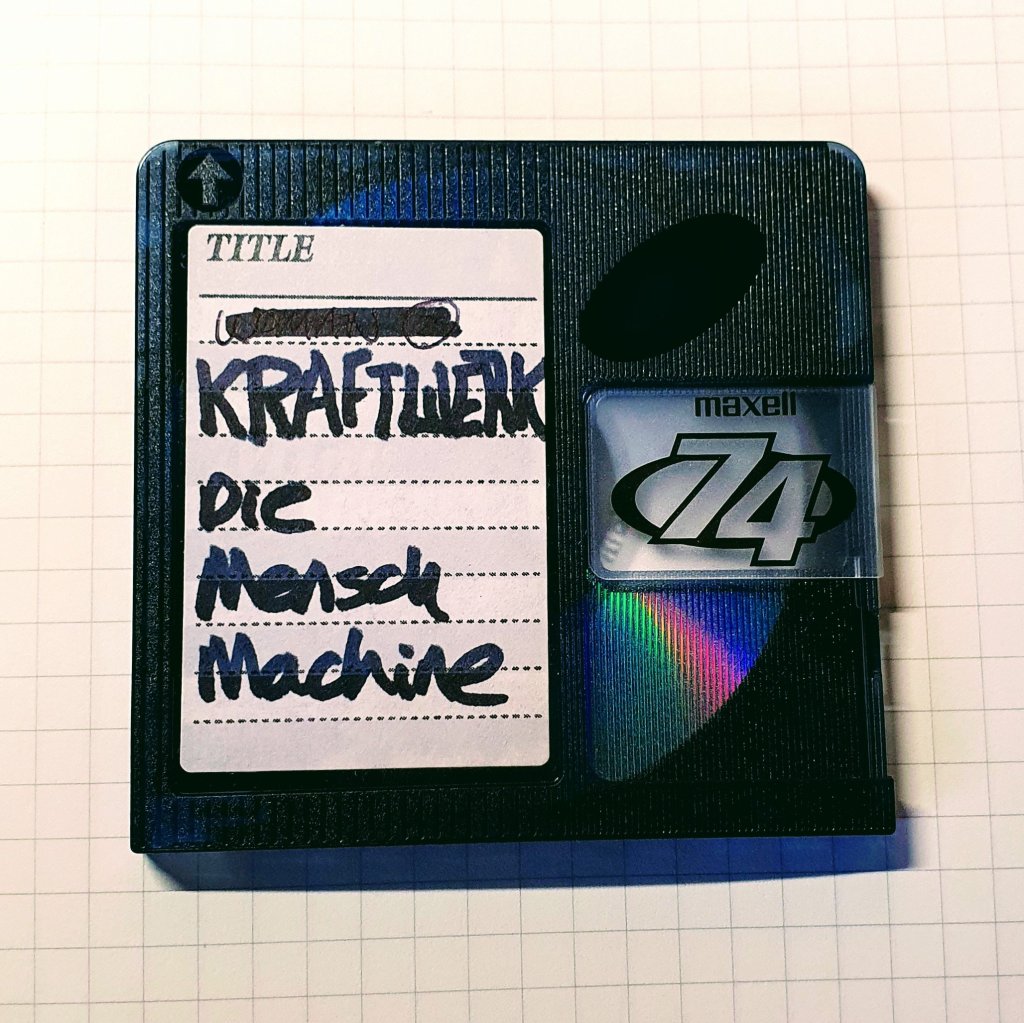 TITLE
KRAFTWERK
Die
Mensch
Machine
maxell
74